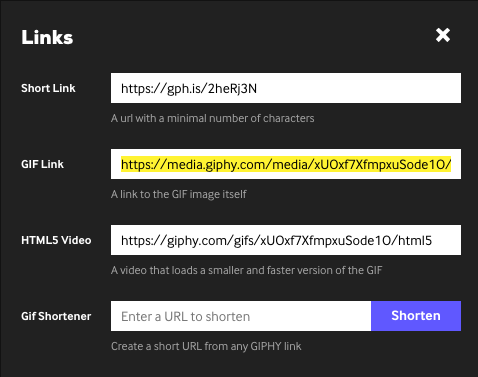 Links
Short Link
https://gph.is/2heRj3N
A url with a minimal number of characters
GIF Link
https://media.giphy.com/media/xUOxf7XfmpxuSode1O/
A link to the GIF image itself
HTML5 Video
https://giphy.com/gifs/xUOxf7XfmpxuSode1O/html5
A video that loads a smaller and faster version of the GIF
Gif Shortener
Enter a URL to shorten
Shorten
Create a short URL from any GIPHY link